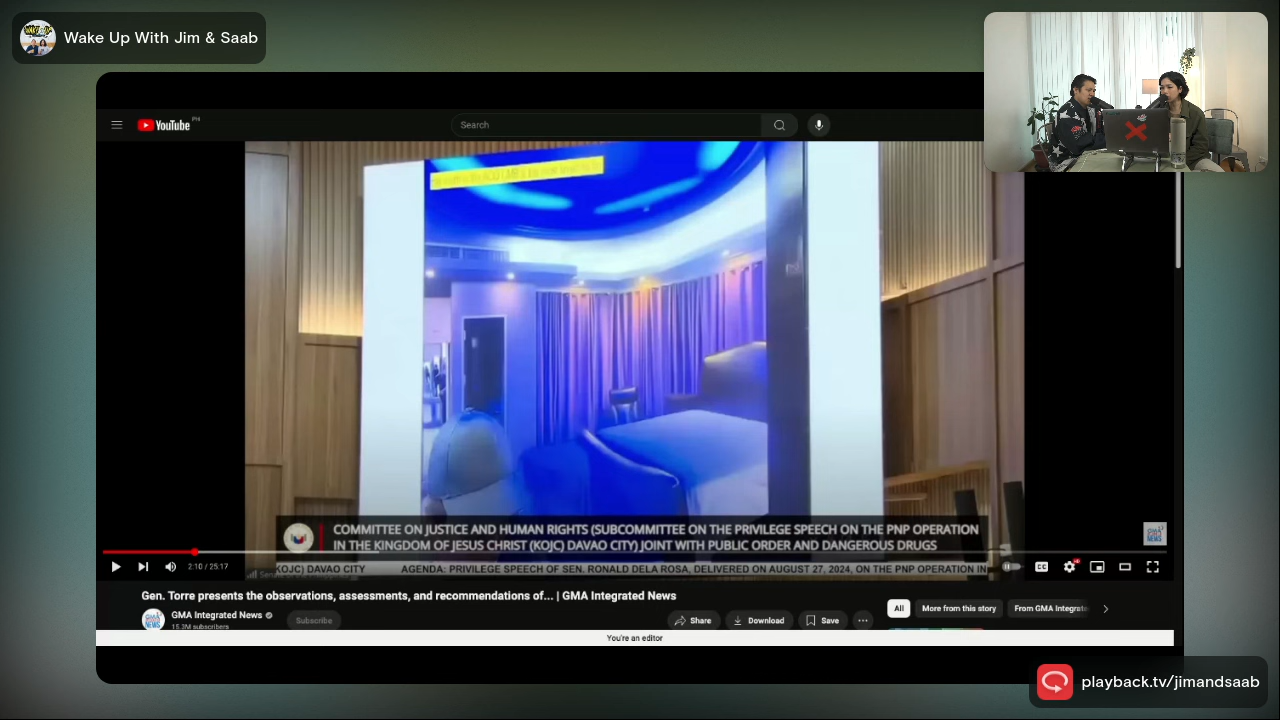 Wake Up With Jim & Saab
YouTube
PH
Search
COMMITTEE ON JUSTICE AND HUMAN RIGHTS (SUBCOMMITTEE ON THE PRIVILEGE SPEECH ON THE PNP OPERATION
IN THE KINGDOM OF JESUS CHRIST (KOJC) DAVAO CITY) JOINT WITH PUBLIC ORDER AND DANGEROUS DRUGS
GMA
NEWS
2:10 / 25:17
KOJC) DAVAO CITY AGENDA: PRIVILEGE SPEECH OF SEN. RONALD DELA ROSA, DELIVERED ON AUGUST 27, 2024, ON THE PNP OPERATION IN
CC
Gen. Torre presents the observations, assessments, and recommendations of... | GMA Integrated News
GMA Integrated News
15.3M subscribers
Subscribe
Share
Download
Save
All
More from this story
From GMA Integrate
You're an editor
playback.tv/jimandsaab